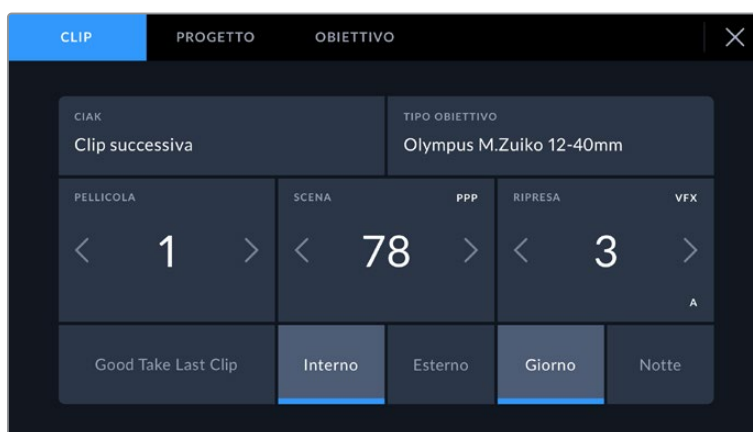 CLIP PROGETTO OBIETTIVO
CIAK TIPO OBIETTIVO
Clip successiva Olympus M.Zuiko 12-40mm
PELLICOLA SCENA PPP RIPRESA VFX
1 78 3
A
Good Take Last Clip Interno Esterno Giorno Notte